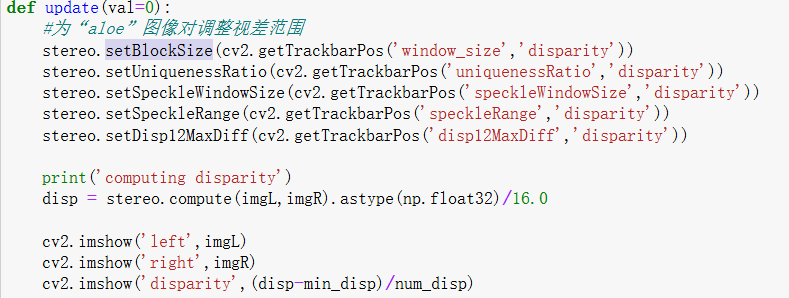 def update(val=0):
    #为“aloe”图像对调整视差范围
    stereo.setBlockSize(cv2.getTrackbarPos('window_size','disparity'))
    stereo.setUniquenessRatio(cv2.getTrackbarPos('uniquenessRatio','disparity'))
    stereo.setSpeckleWindowSize(cv2.getTrackbarPos('speckleWindowSize','disparity'))
    stereo.setSpeckleRange(cv2.getTrackbarPos('speckleRange','disparity'))
    stereo.setDisp12MaxDiff(cv2.getTrackbarPos('disp12MaxDiff','disparity'))
    print('computing disparity')
    disp = stereo.compute(imgL,imgR).astype(np.float32)/16.0
    cv2.imshow('left',imgL)
    cv2.imshow('right',imgR)
    cv2.imshow('disparity',(disp-min_disp)/num_disp)